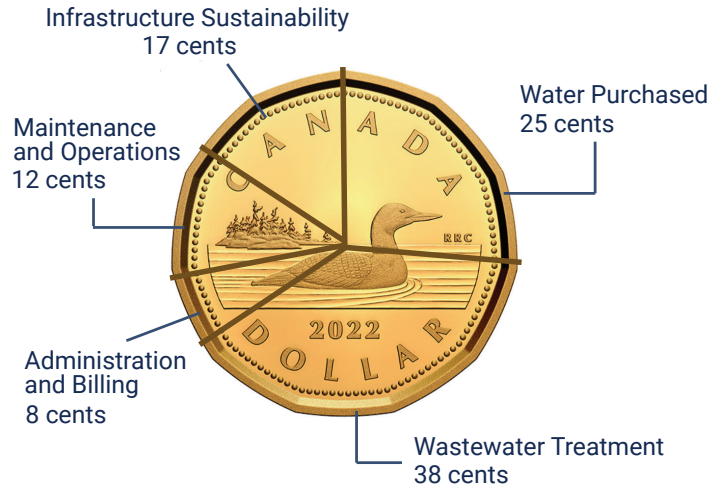 Infrastructure Sustainability
17 cents
Water Purchased
25 cents
Maintenance
and Operations
12 cents
CANADA
RRC
2022
DOLLAR
Administration
and Billing
8 cents
Wastewater Treatment
38 cents